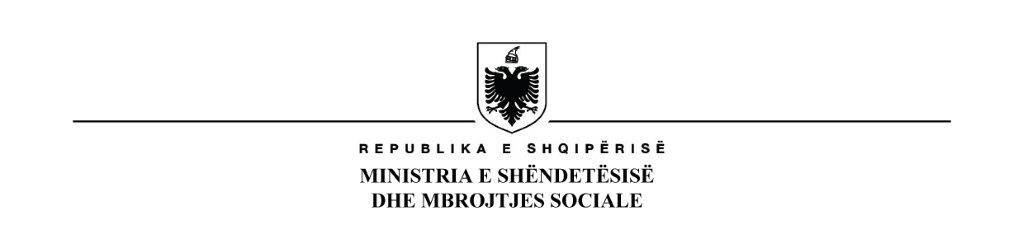 REPUBLIKA E SHQIPËRISË
MINISTRIA E SHËNDETËSISË
DHE MBROJTJES SOCIALE